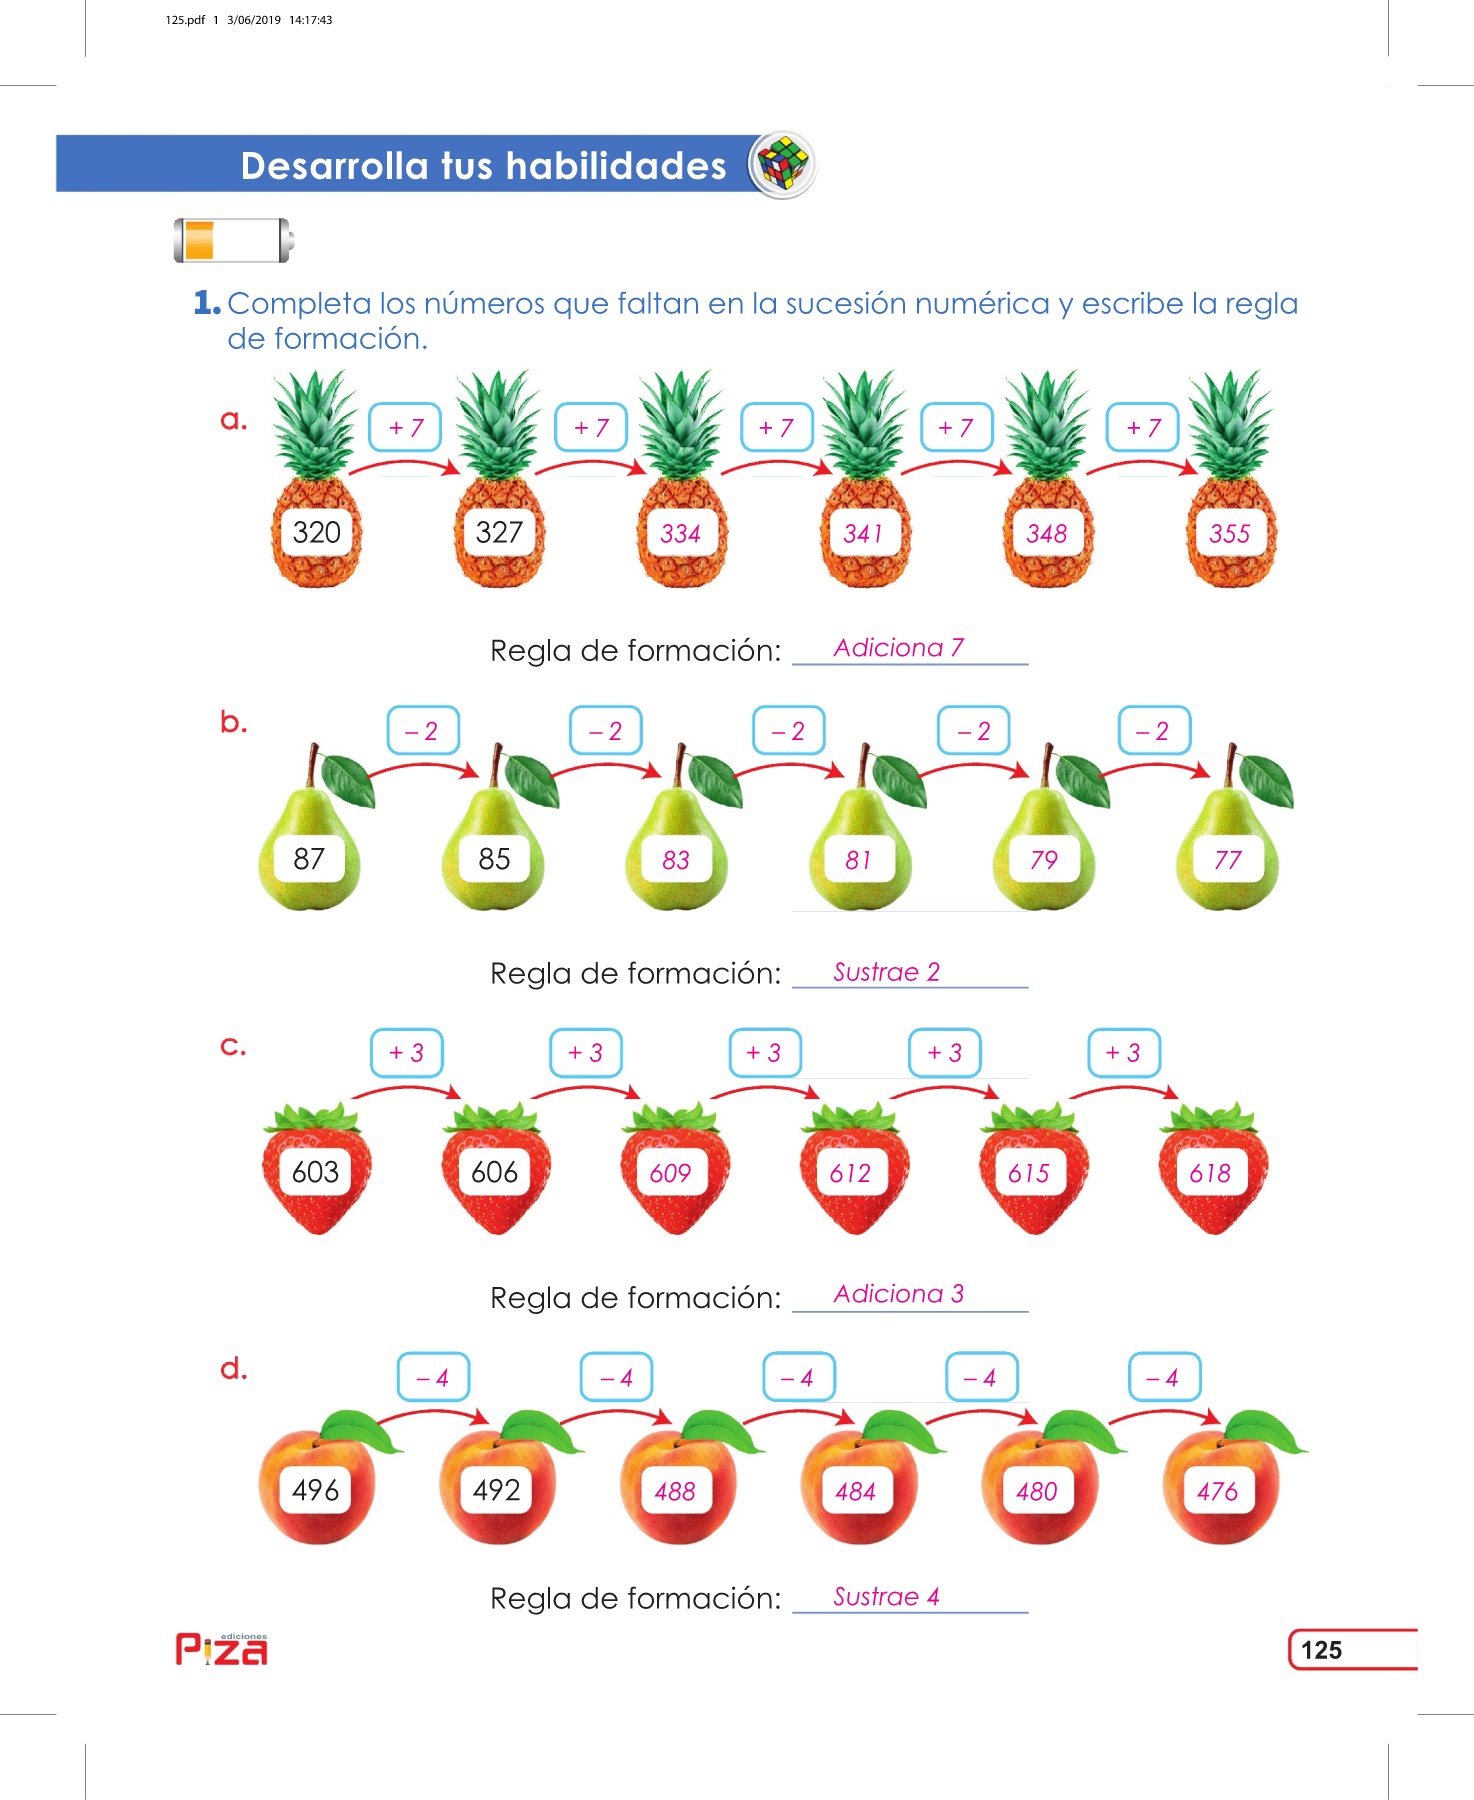 125.pdf 1 3/06/2019 14:17:43
Desarrolla tus habilidades
1. Completa los números que faltan en la sucesión numérica y escribe la regla
de formación.
a.
+ 7 + 7 + 7 + 7 + 7
320 327 334 341 348 355
Regla de formación: Adiciona 7
b.
– 2 – 2 – 2 – 2 – 2
87 85 83 81 79 77
Regla de formación: Sustrae 2
c.
+ 3 + 3 + 3 + 3 + 3
603 606 609 612 615 618
Regla de formación: Adiciona 3
d.
– 4 – 4 – 4 – 4 – 4
496 492 488 484 480 476
Regla de formación: Sustrae 4
ediciones
Piza
125